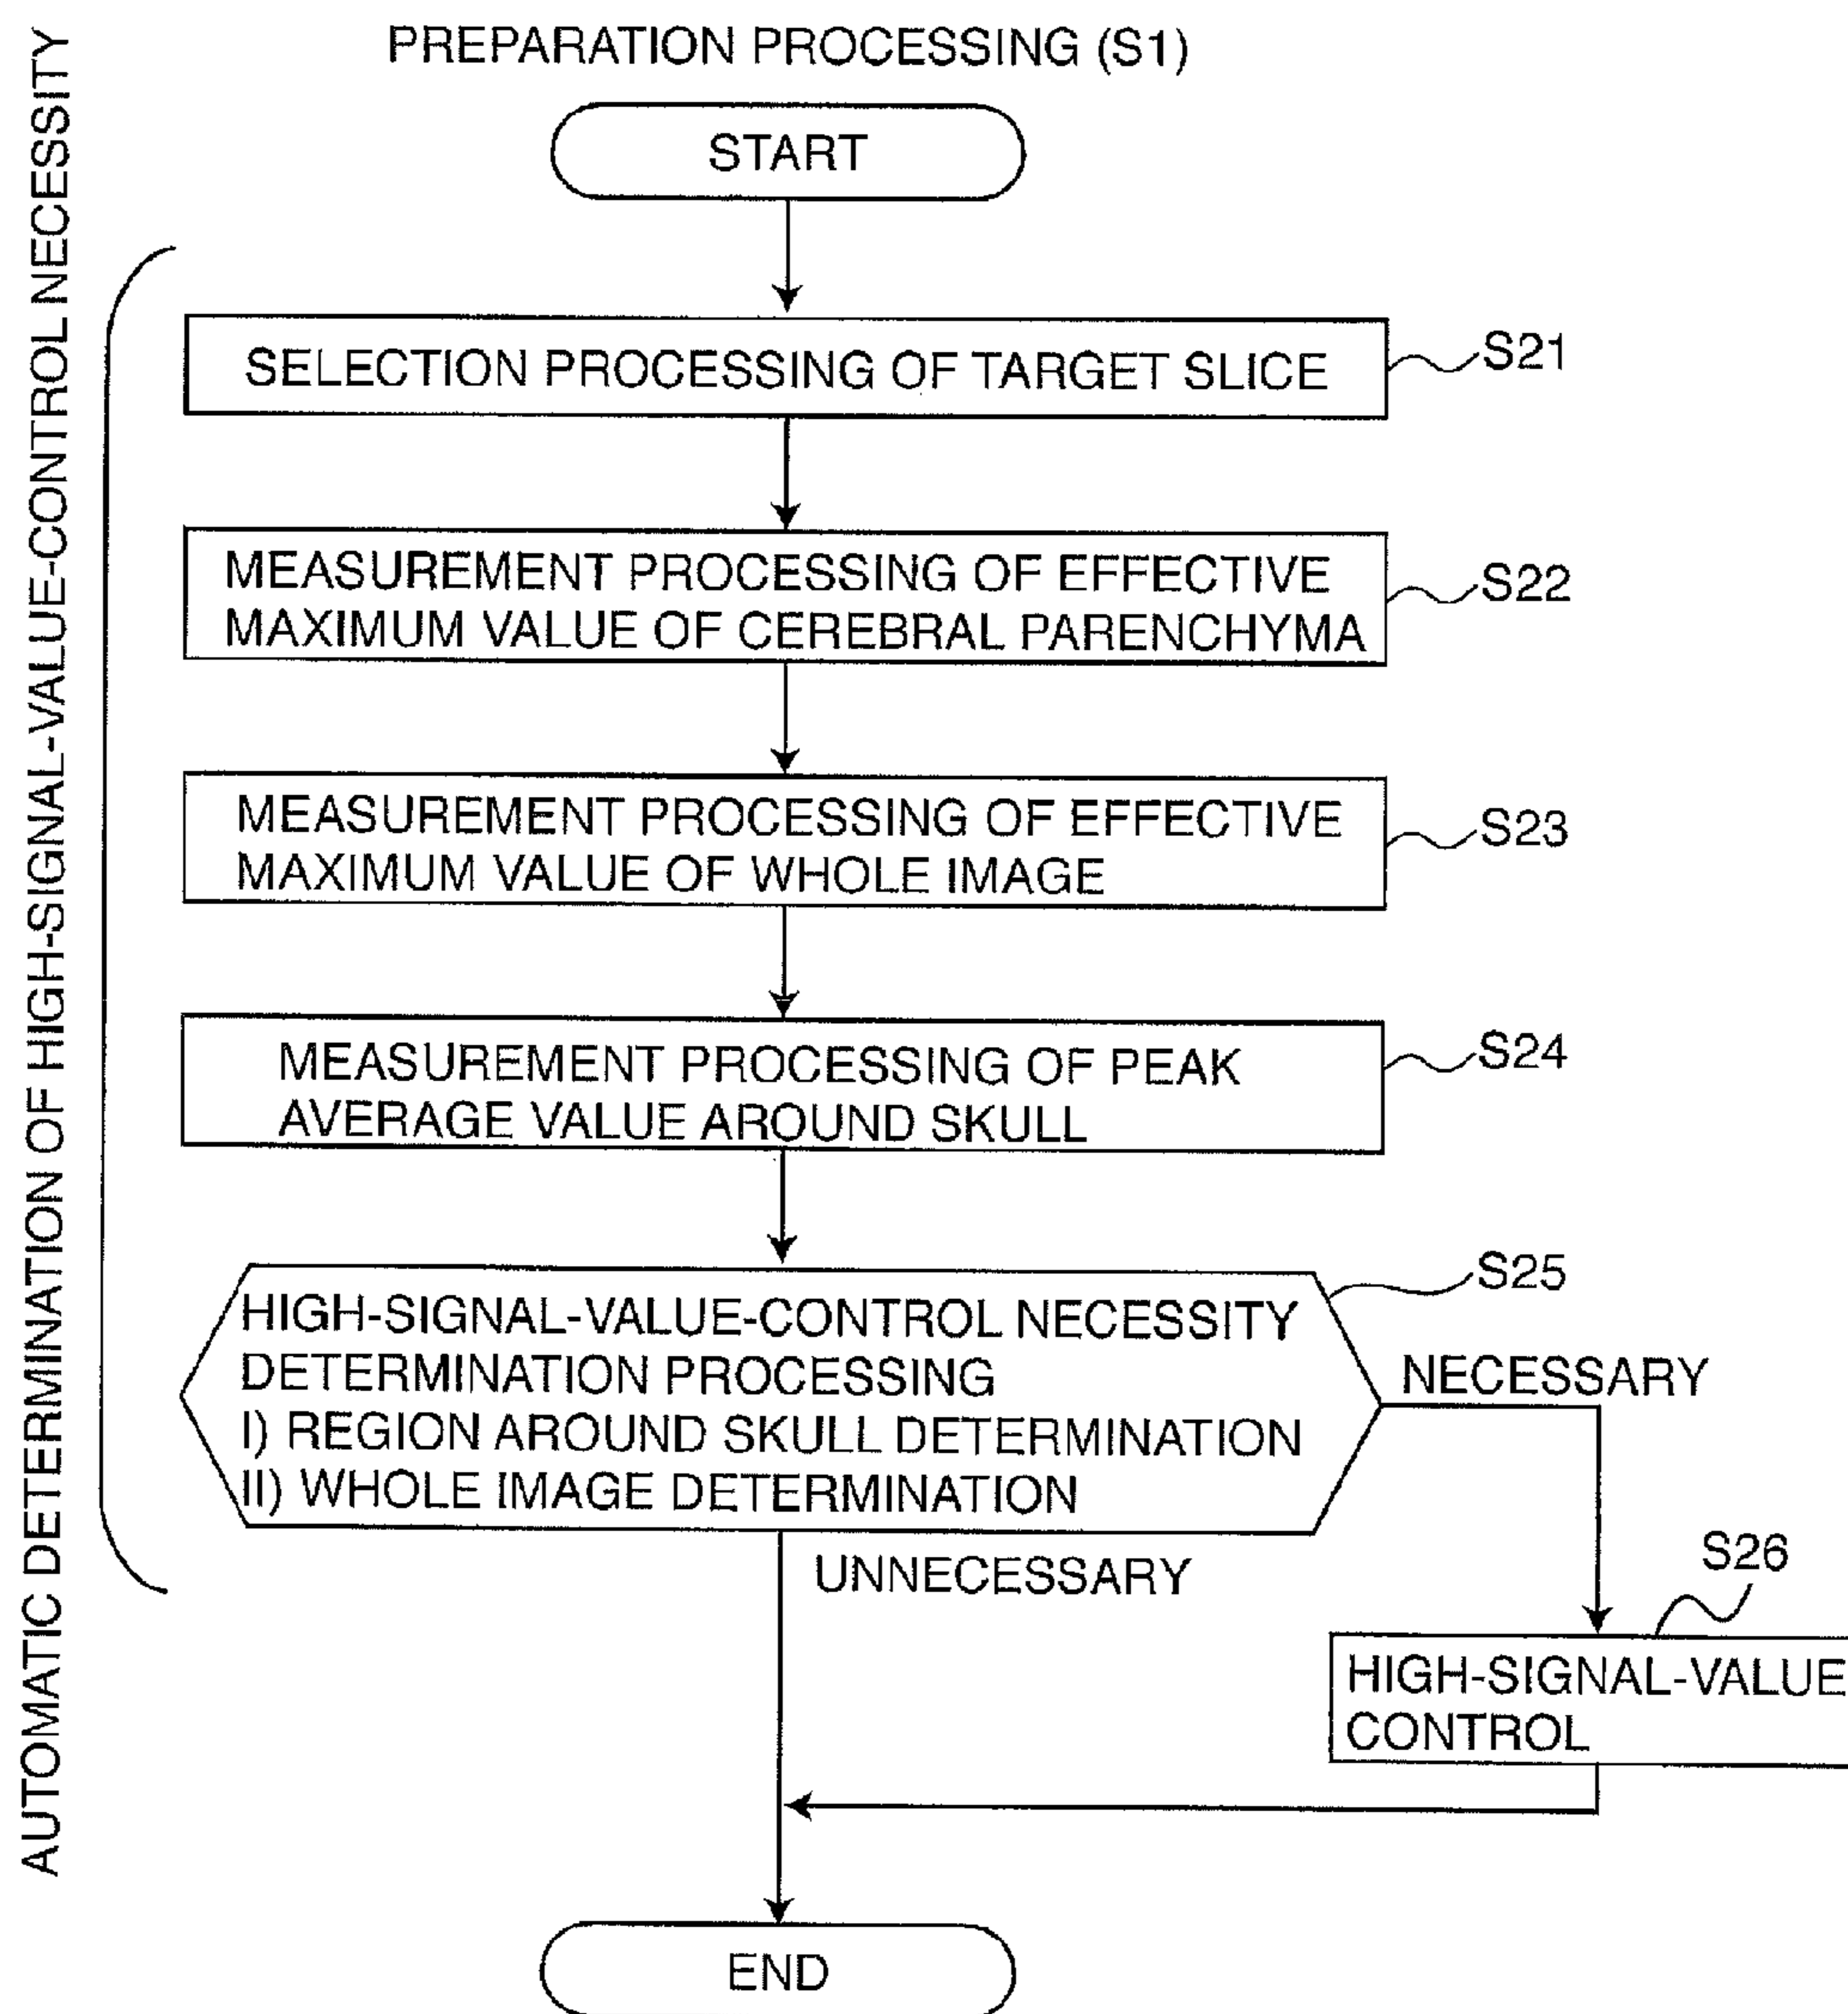 PREPARATION PROCESSING (S1)
AUTOMATIC DETERMINATION OF HIGH-SIGNAL-VALUE-CONTROL NECESSITY
START
SELECTION PROCESSING OF TARGET SLICE
S21
MEASUREMENT PROCESSING OF EFFECTIVE
MAXIMUM VALUE OF CEREBRAL PARENCHYMA
S22
MEASUREMENT PROCESSING OF EFFECTIVE
MAXIMUM VALUE OF WHOLE IMAGE
S23
MEASUREMENT PROCESSING OF PEAK
AVERAGE VALUE AROUND SKULL
S24
HIGH-SIGNAL-VALUE-CONTROL NECESSITY
DETERMINATION PROCESSING
I) REGION AROUND SKULL DETERMINATION
II) WHOLE IMAGE DETERMINATION
S25
NECESSARY
UNNECESSARY
S26
HIGH-SIGNAL-VALUE
CONTROL
END